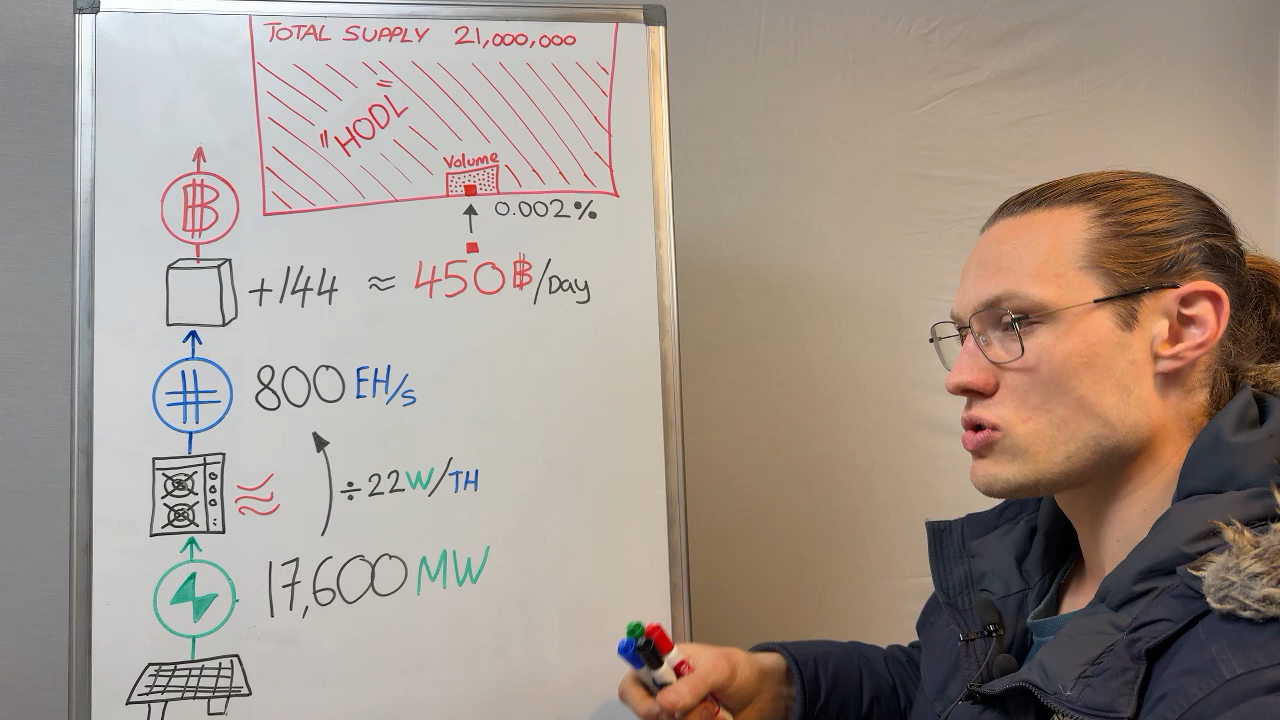 TOTAL SUPPLY 21,000,000
"HODL"
Volume
0.002%
+144 ≈ 450 ₿/Day
800 EH/s
÷22W/TH
17,600 MW